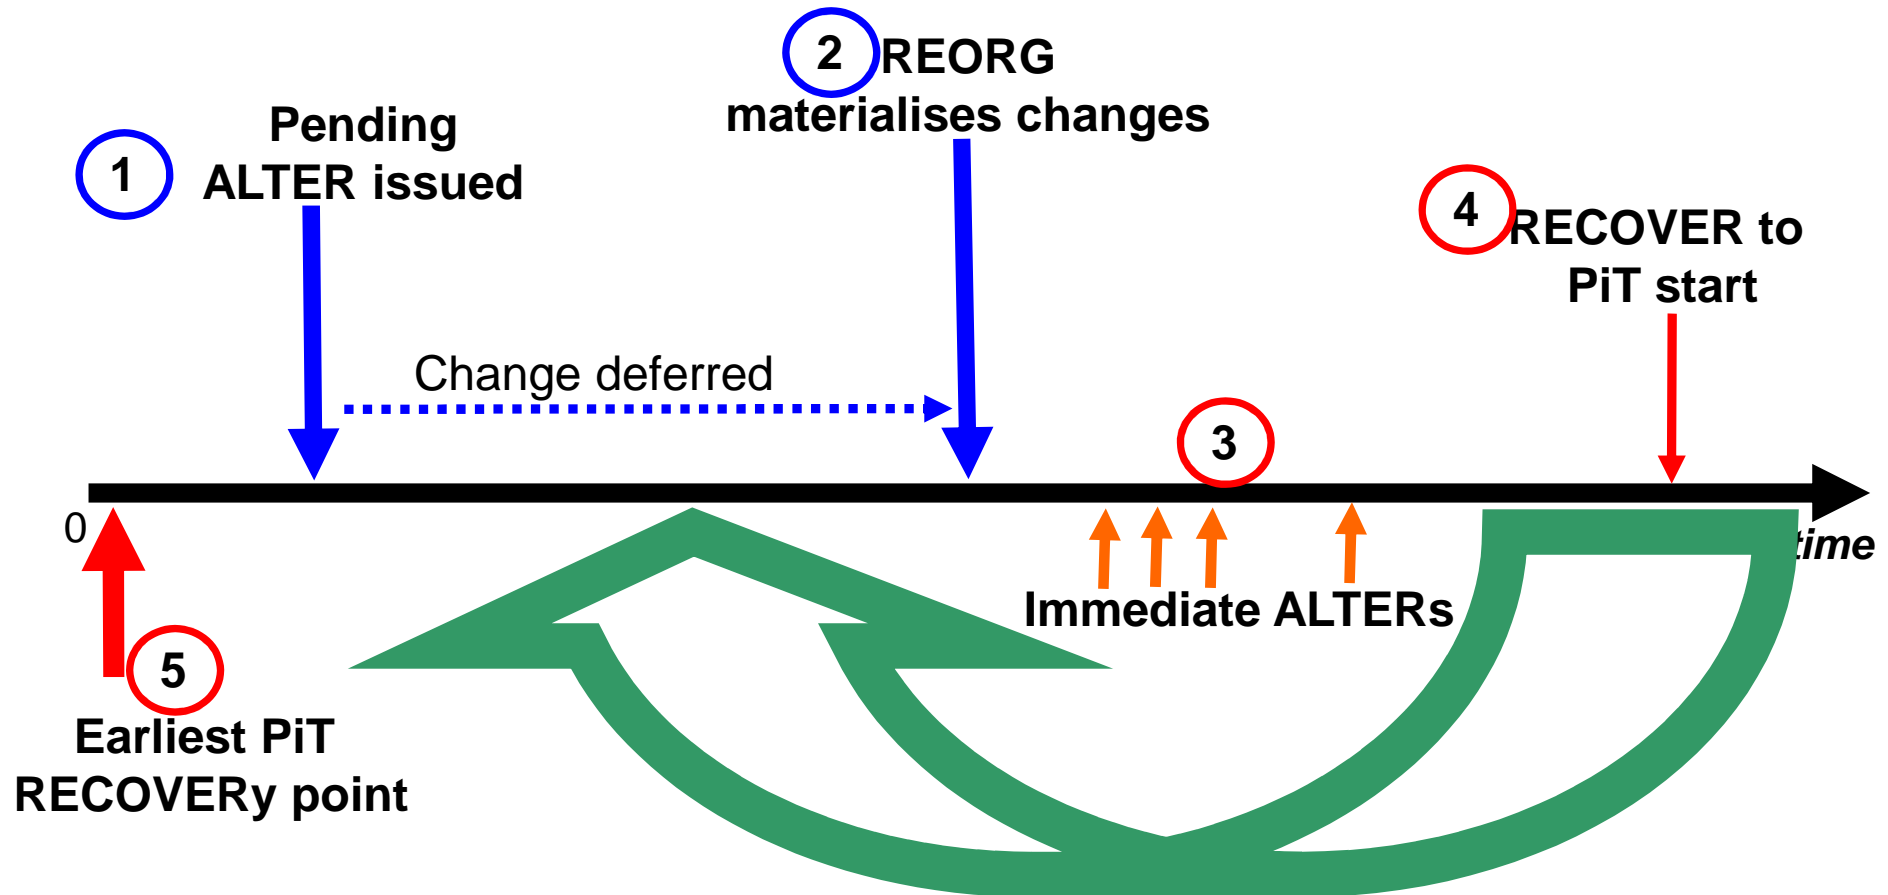 2 REORG
materialises changes
1
Pending
ALTER issued
4
RECOVER to
PiT start
Change deferred
3
0
time
Immediate ALTERs
5
Earliest PiT
RECOVERy point